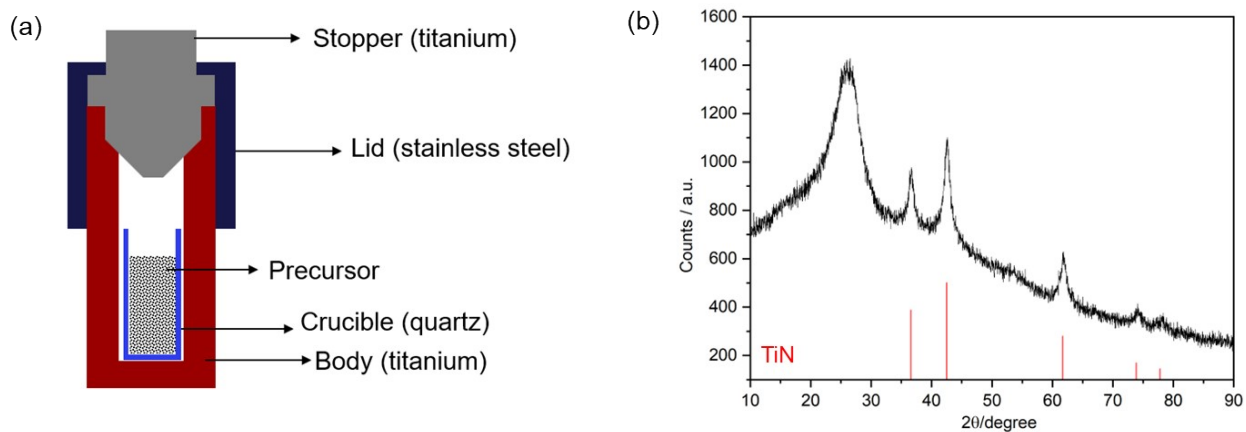 (a)
Stopper (titanium)
Lid (stainless steel)
Precursor
Crucible (quartz)
Body (titanium)
(b)
Counts / a.u.
1600
1400
1200
1000
800
600
400
200
TiN
10 20 30 40 50 60 70 80 90
2θ/degree